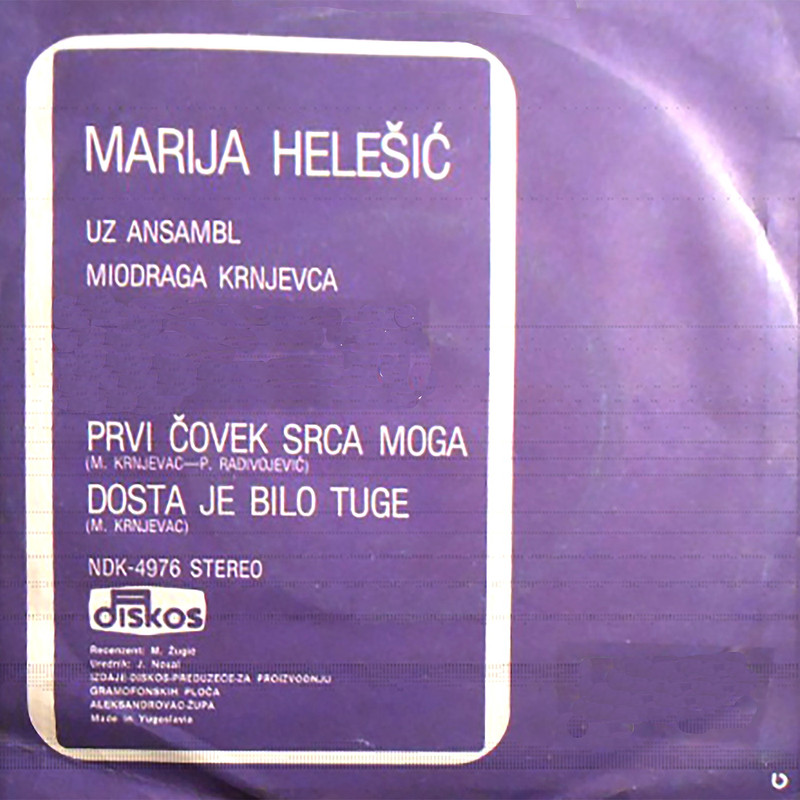 MARIJA HELEŠIĆ
UZ ANSAMBL
MIODRAGA KRNJEVCA
PRVI ČOVEK SRCA MOGA
(M. KRNJEVAC—P. RADIVOJEVIĆ)
DOSTA JE BILO TUGE
(M. KRNJEVAC)
NDK-4976 STEREO
diskos
Recenzent: M. Žugić
Urednik: J. Nosal
IZDAJE-DISKOS-PREDUZEĆE-ZA PROIZVODNJU
GRAMOFONSKIH PLOČA
ALEKSANDROVAC-ŽUPA
Made in Yugoslavia